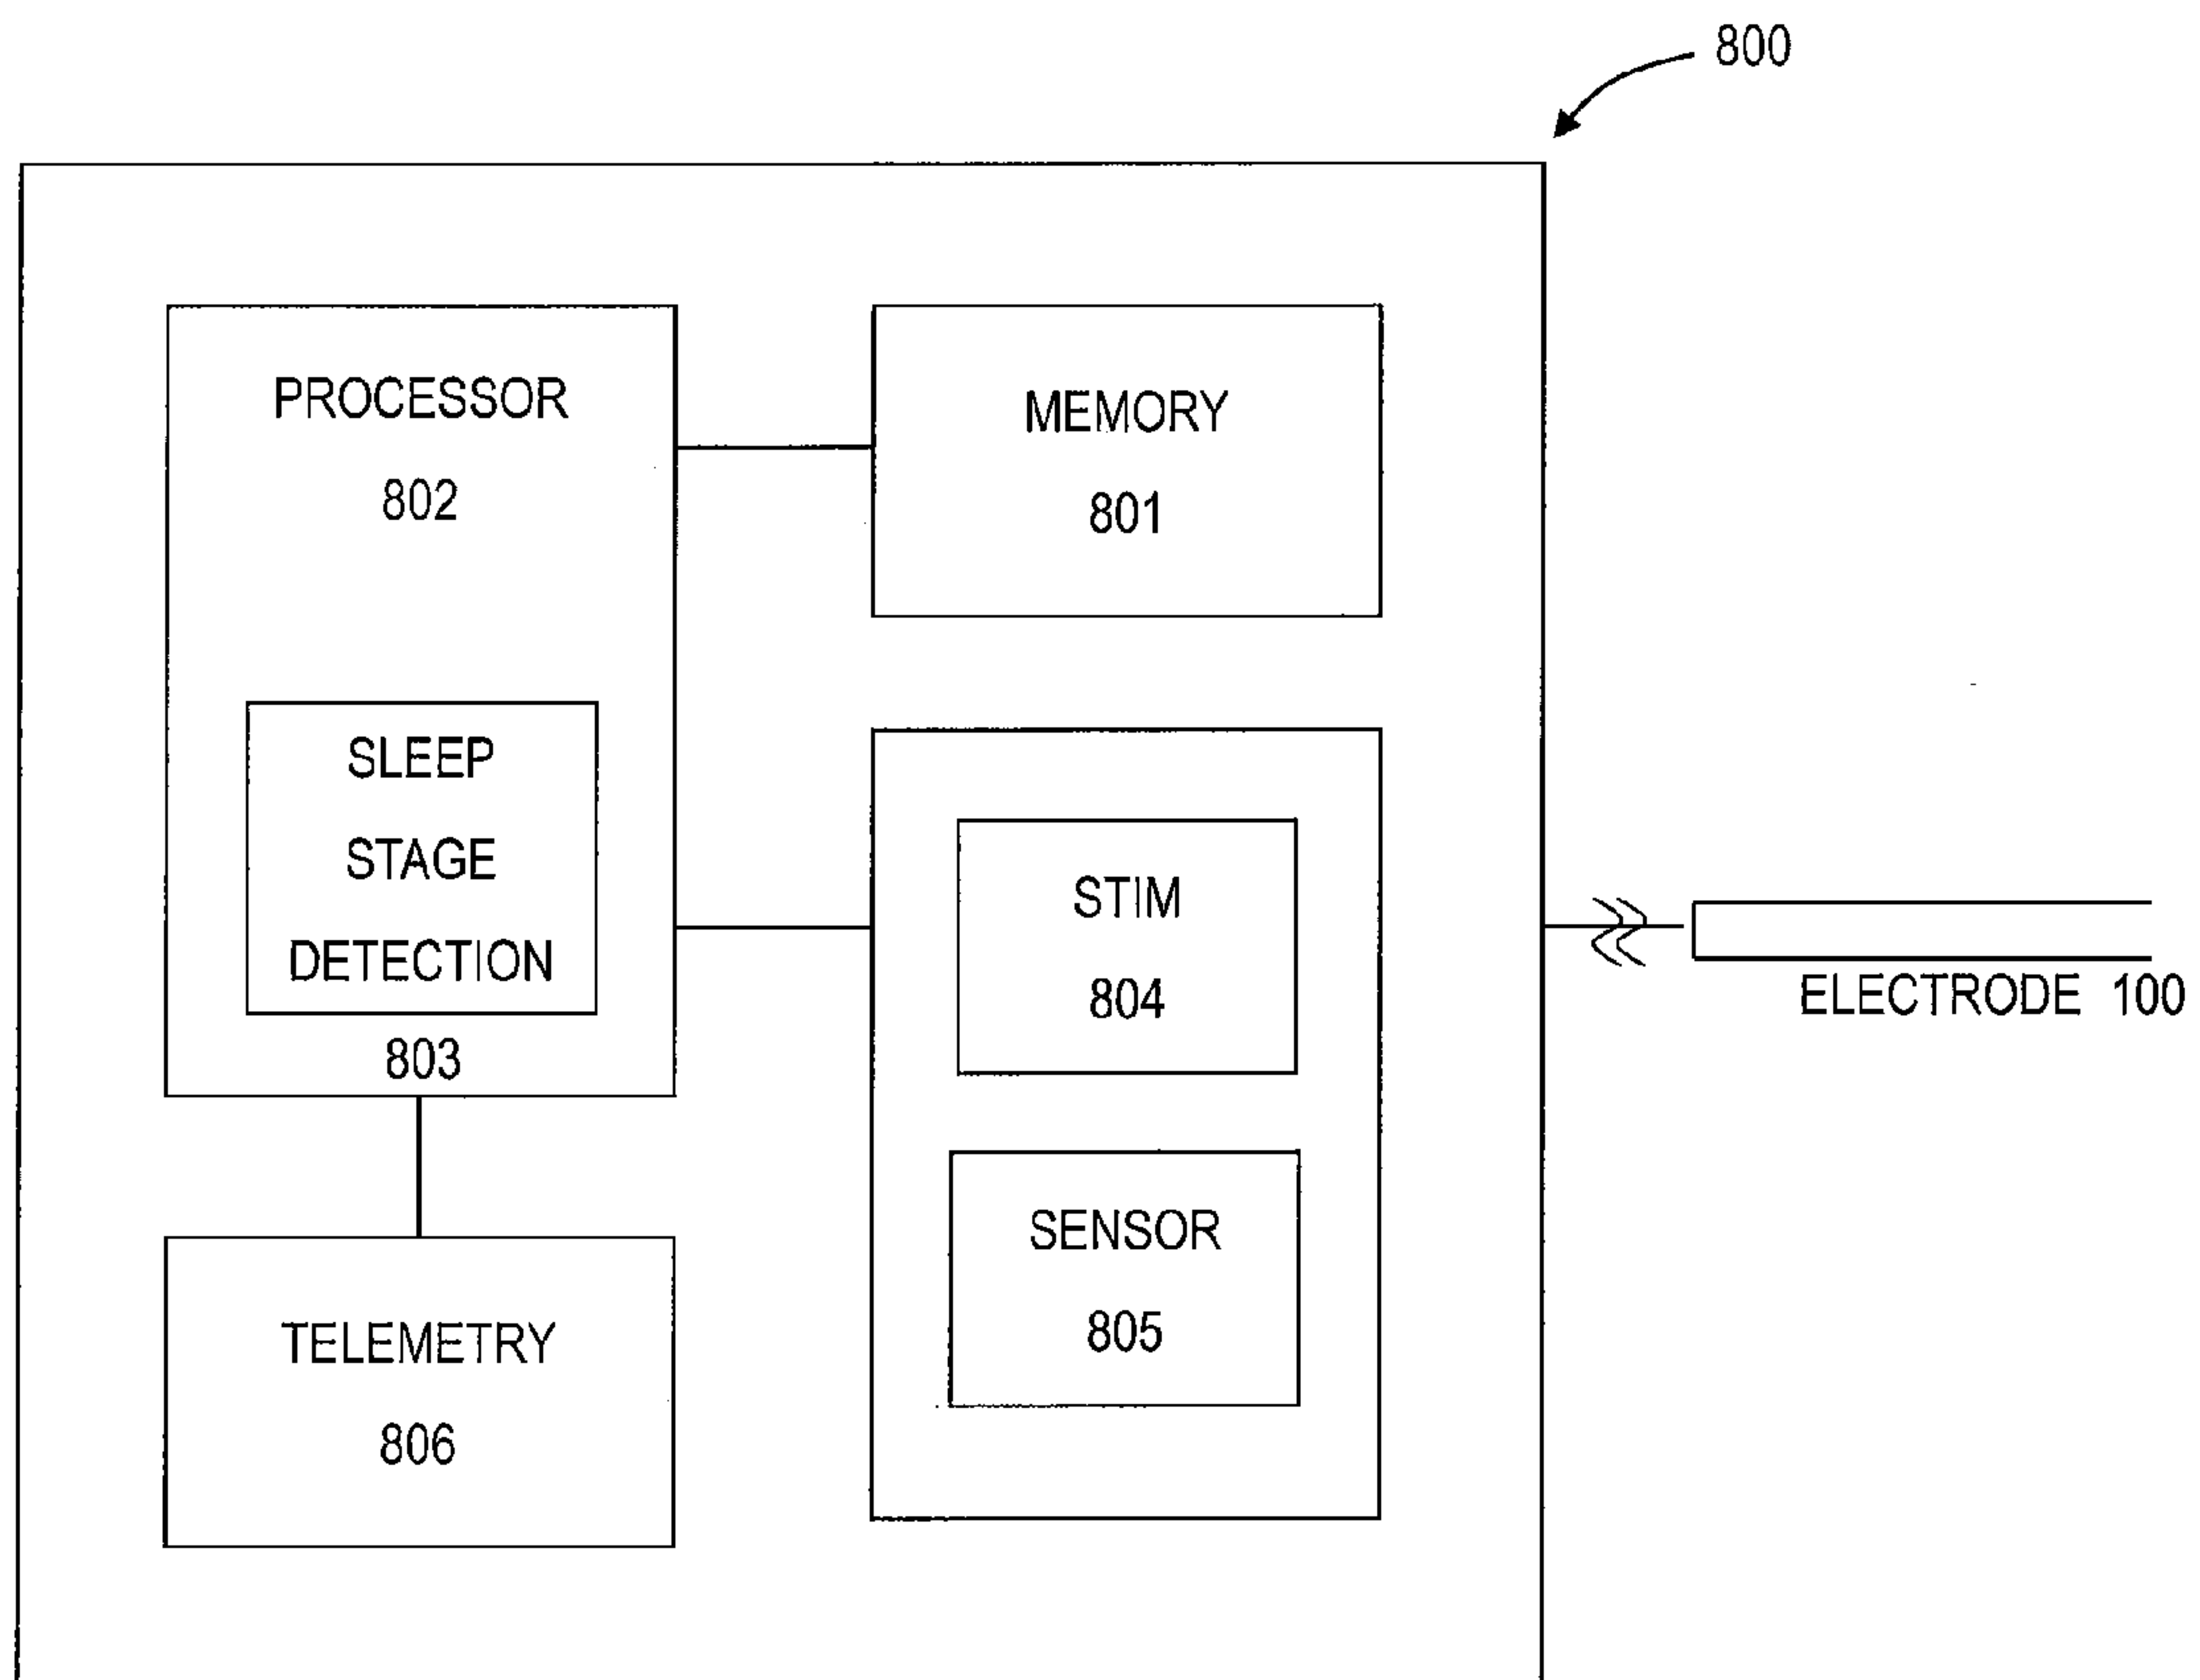 800
PROCESSOR
802
MEMORY
801
SLEEP
STAGE
DETECTION
803
STIM
804
SENSOR
805
TELEMETRY
806
ELECTRODE 100